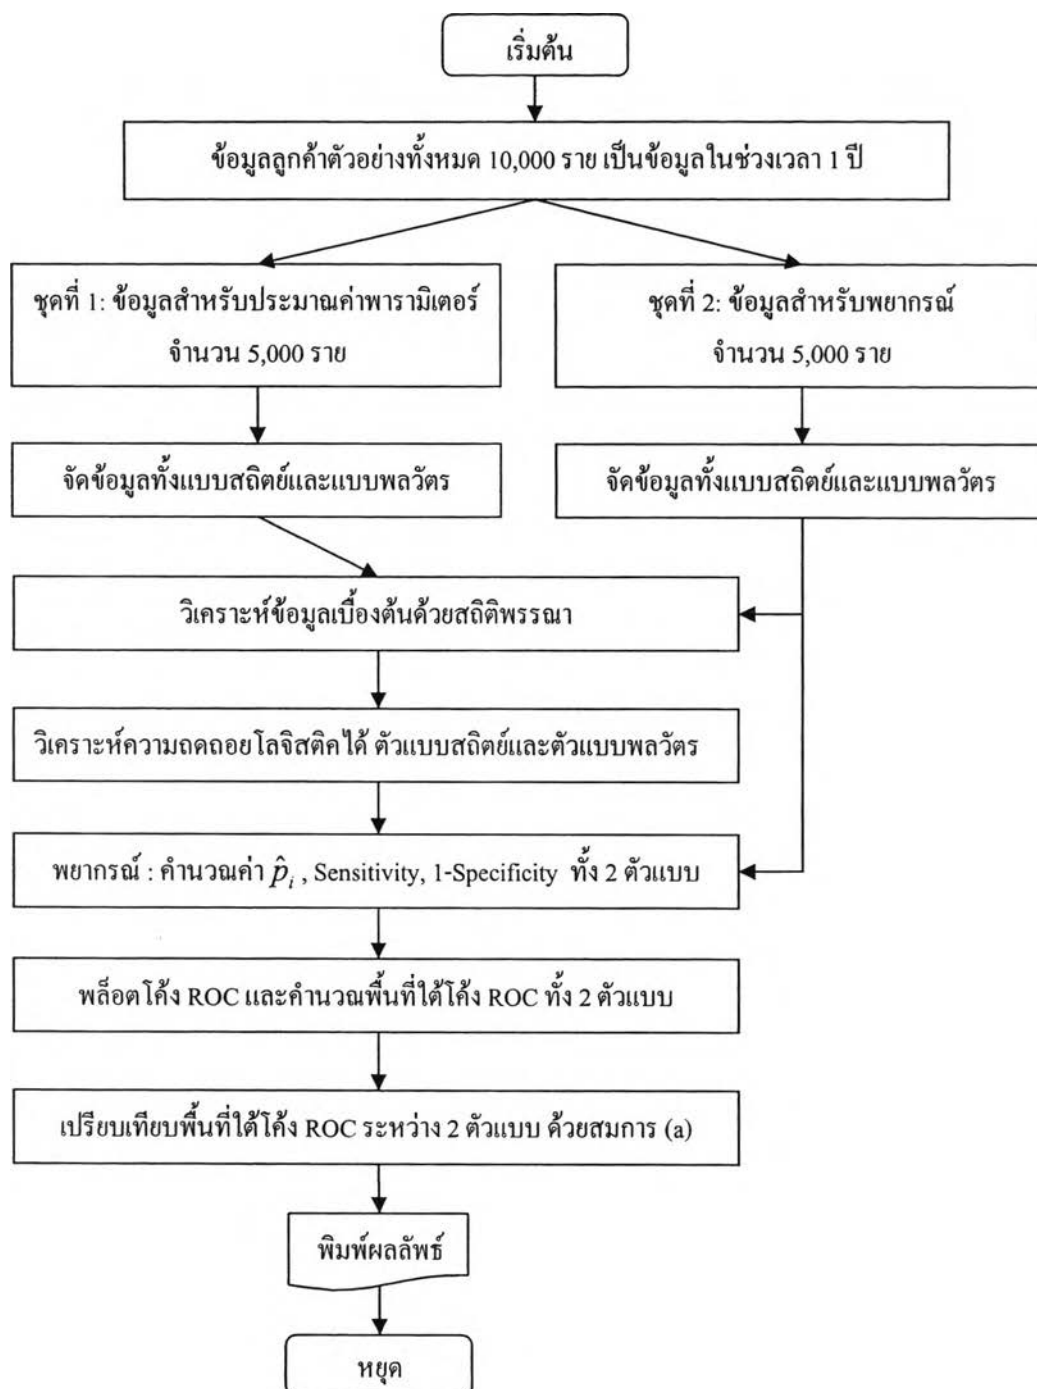 เริ่มต้น
ข้อมูลลูกค้าตัวอย่างทั้งหมด 10,000 ราย เป็นข้อมูลในช่วงเวลา 1 ปี
ชุดที่ 1: ข้อมูลสำหรับประมาณค่าพารามิเตอร์
จำนวน 5,000 ราย
ชุดที่ 2: ข้อมูลสำหรับพยากรณ์
จำนวน 5,000 ราย
จัดข้อมูลทั้งแบบสถิตย์และแบบพลวัตร
จัดข้อมูลทั้งแบบสถิตย์และแบบพลวัตร
วิเคราะห์ข้อมูลเบื้องต้นด้วยสถิติพรรณา
วิเคราะห์ความถดถอยโลจิสติคได้ ตัวแบบสถิตย์และตัวแบบพลวัตร
พยากรณ์ : คำนวณค่า p̂ᵢ , Sensitivity, 1-Specificity ทั้ง 2 ตัวแบบ
พล็อตโค้ง ROC และคำนวณพื้นที่ใต้โค้ง ROC ทั้ง 2 ตัวแบบ
เปรียบเทียบพื้นที่ใต้โค้ง ROC ระหว่าง 2 ตัวแบบ ด้วยสมการ (a)
พิมพ์ผลลัพธ์
หยุด